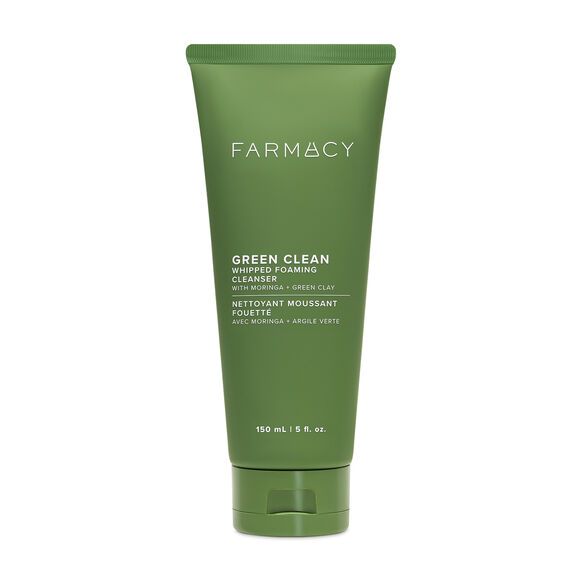 FARMACY
GREEN CLEAN
WHIPPED FOAMING
CLEANSER
WITH MORINGA + GREEN CLAY
NETTOYANT MOUSSANT
FOUETTÉ
AVEC MORINGA + ARGILE VERTE
150 mL | 5 fl. oz.